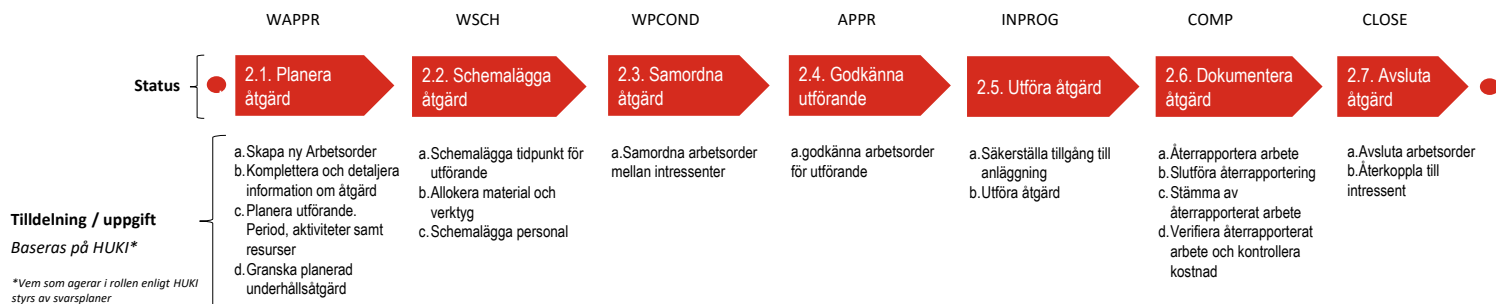 WAPPR
WSCH
WPCOND
APPR
INPROG
COMP
CLOSE
Status
2.1. Planera
åtgärd
2.2. Schemalägga
åtgärd
2.3. Samordna
åtgärd
2.4. Godkänna
utförande
2.5. Utföra åtgärd
2.6. Dokumentera
åtgärd
2.7. Avsluta
åtgärd
Tilldelning / uppgift
Baseras på HUKI*
*Vem som agerar i rollen enligt HUKI
styrs av svarsplaner
a.Skapa ny Arbetsorder
b.Komplettera och detaljera
information om åtgärd
c.Planera utförande.
Period, aktiviteter samt
resurser
d.Granska planerad
underhållsåtgärd
a.Schemalägga tidpunkt för
utförande
b.Allokera material och
verktyg
c.Schemalägga personal
a.Samordna arbetsorder
mellan intressenter
a.godkänna arbetsorder
för utförande
a.Säkerställa tillgång till
anläggning
b.Utföra åtgärd
a.Återrapportera arbete
b.Slutföra återrapportering
c.Stämma av
återrapporterat arbete
d.Verifiera återrapporterat
arbete och kontrollera
kostnad
a.Avsluta arbetsorder
b.Återkoppla till
intressent